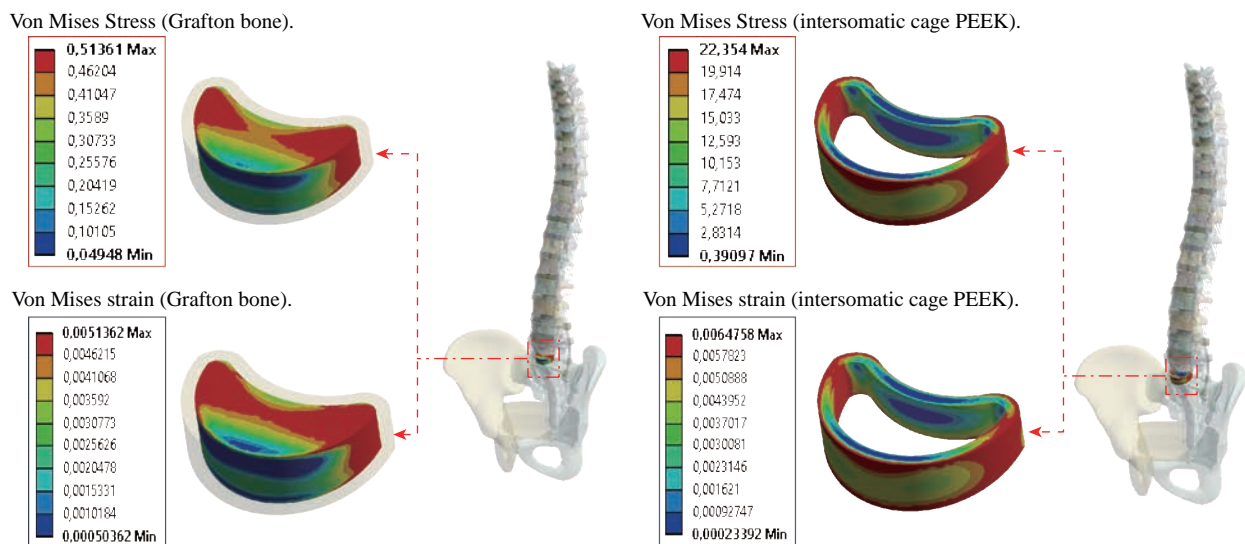 Von Mises Stress (Grafton bone).
0,51361 Max
0,46204
0,41047
0,3589
0,30733
0,25576
0,20419
0,15262
0,10105
0,04948 Min
Von Mises strain (Grafton bone).
0,0051362 Max
0,0046215
0,0041068
0,003592
0,0030773
0,0025626
0,0020478
0,0015331
0,0010184
0,00050362 Min
Von Mises Stress (intersomatic cage PEEK).
22,354 Max
19,914
17,474
15,033
12,593
10,153
7,7121
5,2718
2,8314
0,39097 Min
Von Mises strain (intersomatic cage PEEK).
0,0064758 Max
0,0057823
0,0050888
0,0043952
0,0037017
0,0030081
0,0023146
0,001621
0,00092747
0,00023392 Min